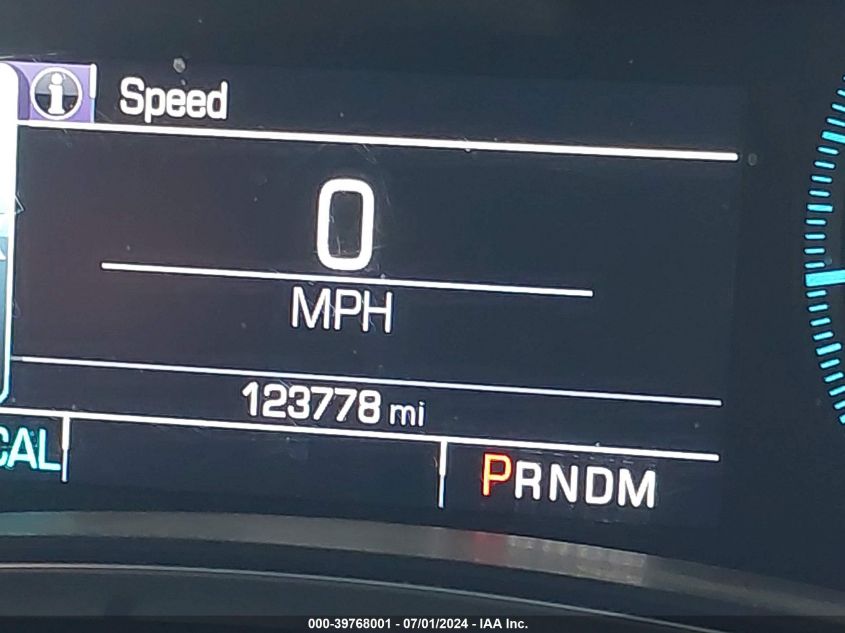 i Speed
0
MPH
123778 mi
CAL
PRNDM
000-39768001 - 07/01/2024 - IAA Inc.